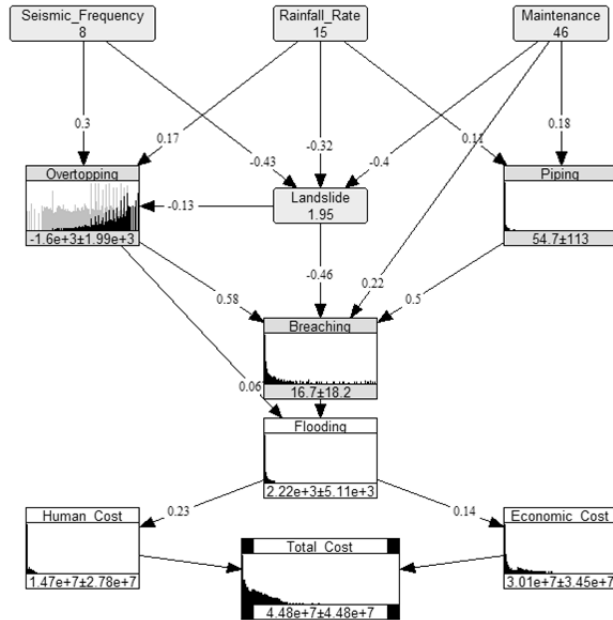 Seismic_Frequency
8
Rainfall_Rate
15
Maintenance
46
0.3
0.17
-0.43
-0.32
-0.4
0.11
0.18
0.22
Overtopping
-1.6e+3±1.99e+3
-0.13
Landslide
1.95
Piping
54.7±113
0.58
-0.46
0.5
Breaching
16.7±18.2
0.06
Flooding
2.22e+3±5.11e+3
0.23
0.14
Human_Cost
1.47e+7±2.78e+7
Total_Cost
4.48e+7±4.48e+7
Economic_Cost
3.01e+7±3.45e+7